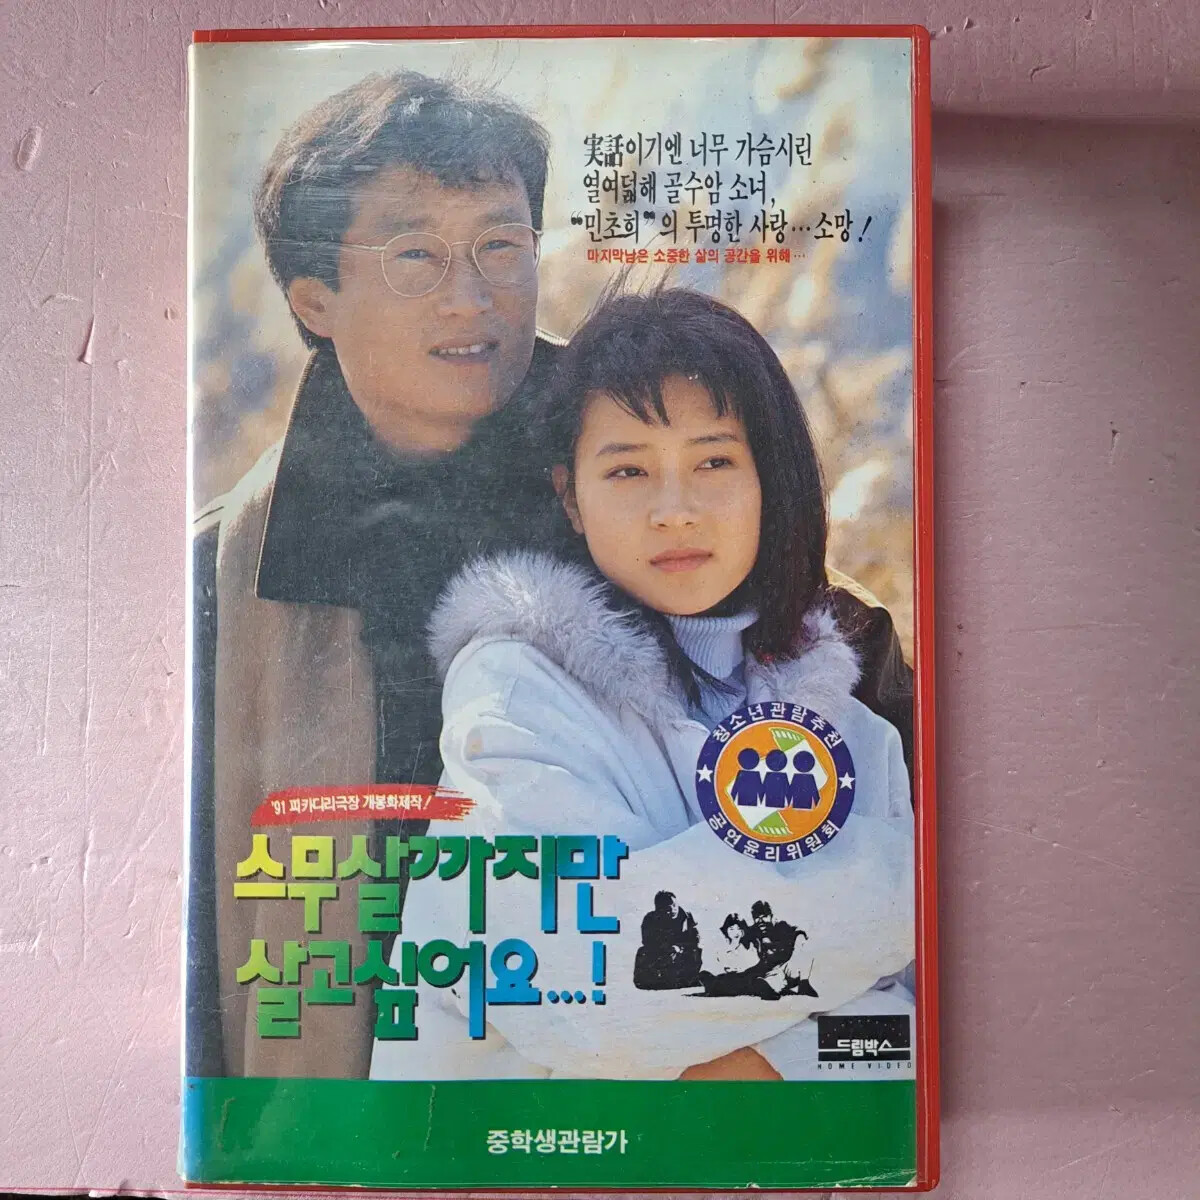 実話이기엔 너무 가슴시린
열여덟해 골수암 소녀,
“민초희”의 투명한 사랑…소망!
마지막남은 소중한 삶의 공간을 위해…
청소년관람추천
공연윤리위원회
'91 피카디리극장 개봉화제작!
스무살까지만
살고싶어요...!
드림박스
HOME VIDEO
중학생관람가